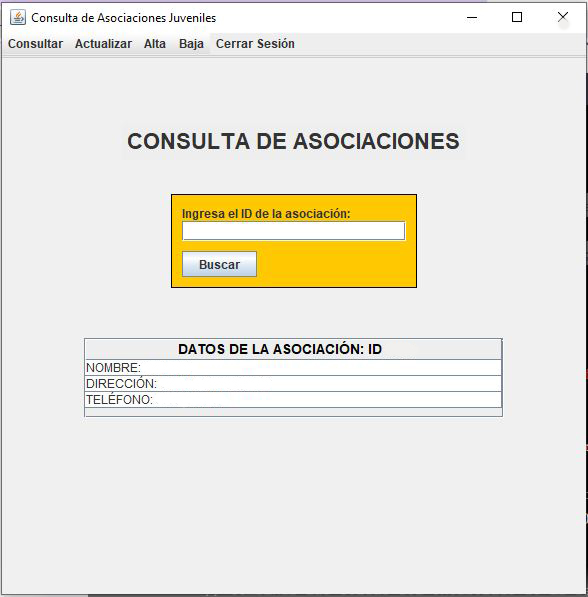 Consulta de Asociaciones Juveniles
Consultar Actualizar Alta Baja Cerrar Sesión
CONSULTA DE ASOCIACIONES
Ingresa el ID de la asociación:
Buscar
DATOS DE LA ASOCIACIÓN: ID
NOMBRE:
DIRECCIÓN:
TELÉFONO: